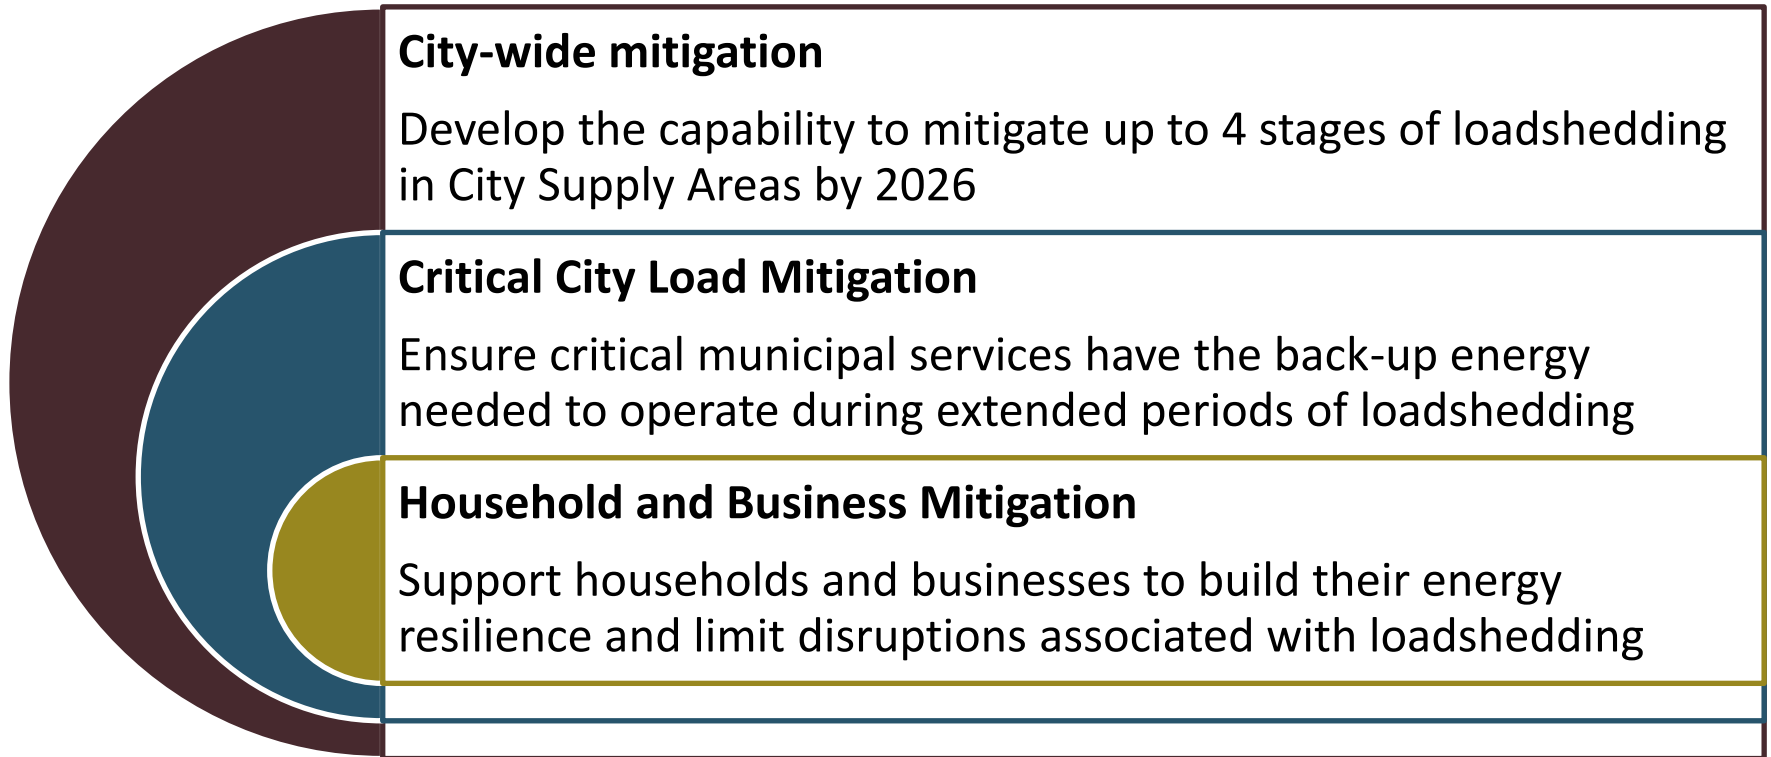 City-wide mitigation
Develop the capability to mitigate up to 4 stages of loadshedding
in City Supply Areas by 2026
Critical City Load Mitigation
Ensure critical municipal services have the back-up energy
needed to operate during extended periods of loadshedding
Household and Business Mitigation
Support households and businesses to build their energy
resilience and limit disruptions associated with loadshedding